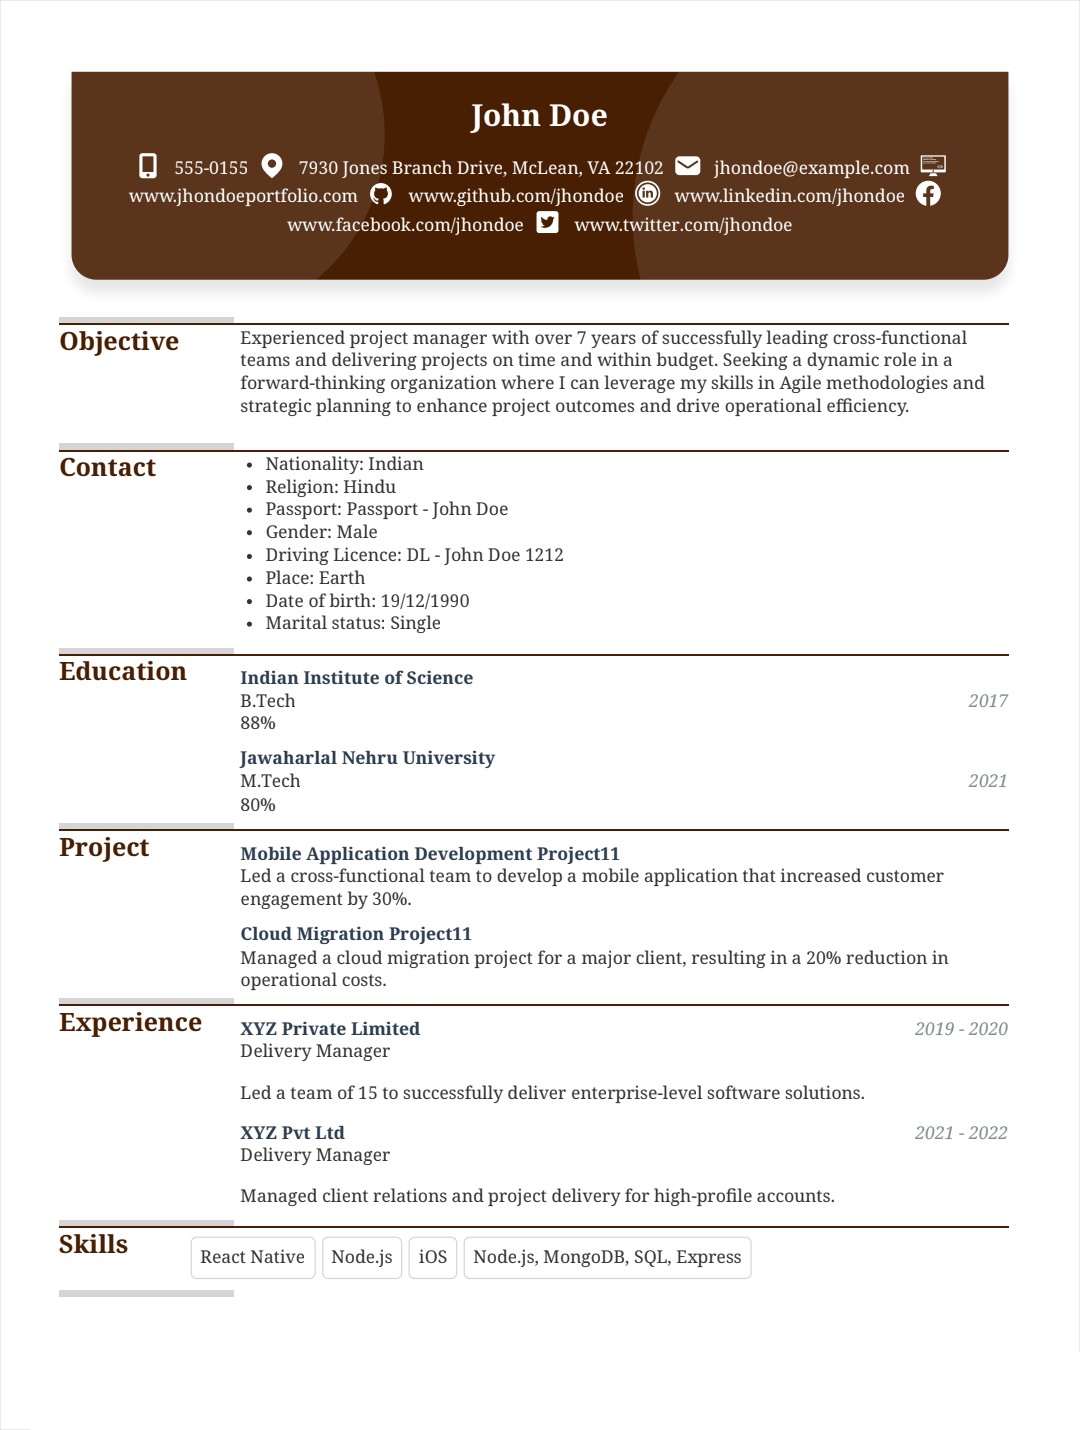 John Doe
555-0155 7930 Jones Branch Drive, McLean, VA 22102 jhondoe@example.com
www.jhondoeportfolio.com www.github.com/jhondoe www.linkedin.com/jhondoe
www.facebook.com/jhondoe www.twitter.com/jhondoe
Objective
Experienced project manager with over 7 years of successfully leading cross-functional
teams and delivering projects on time and within budget. Seeking a dynamic role in a
forward-thinking organization where I can leverage my skills in Agile methodologies and
strategic planning to enhance project outcomes and drive operational efficiency.
Contact
• Nationality: Indian
• Religion: Hindu
• Passport: Passport - John Doe
• Gender: Male
• Driving Licence: DL - John Doe 1212
• Place: Earth
• Date of birth: 19/12/1990
• Marital status: Single
Education
Indian Institute of Science
B.Tech 2017
88%
Jawaharlal Nehru University
M.Tech 2021
80%
Project
Mobile Application Development Project11
Led a cross-functional team to develop a mobile application that increased customer
engagement by 30%.
Cloud Migration Project11
Managed a cloud migration project for a major client, resulting in a 20% reduction in
operational costs.
Experience
XYZ Private Limited 2019 - 2020
Delivery Manager
Led a team of 15 to successfully deliver enterprise-level software solutions.
XYZ Pvt Ltd 2021 - 2022
Delivery Manager
Managed client relations and project delivery for high-profile accounts.
Skills
React Native Node.js iOS Node.js, MongoDB, SQL, Express